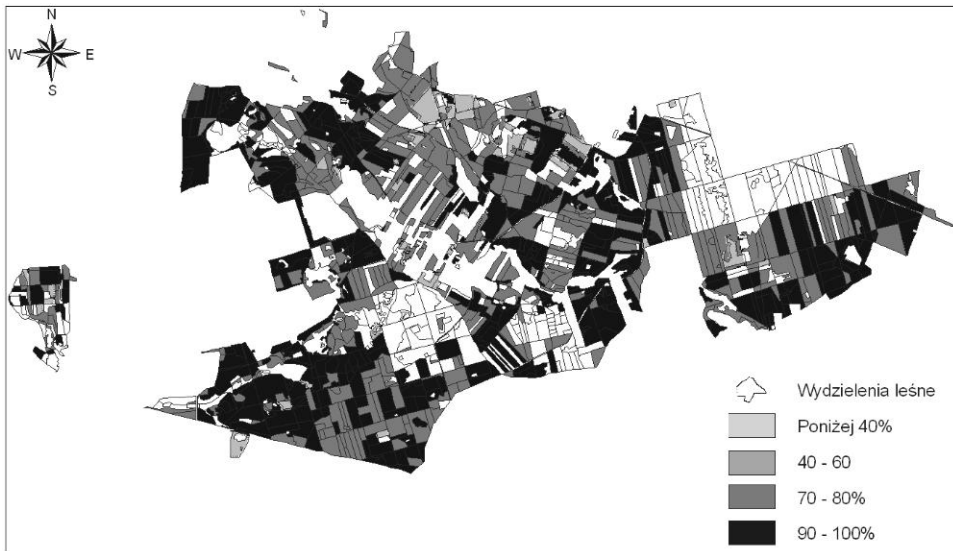 N
W E
S
Wydzielenia leśne
Poniżej 40%
40 - 60
70 - 80%
90 - 100%